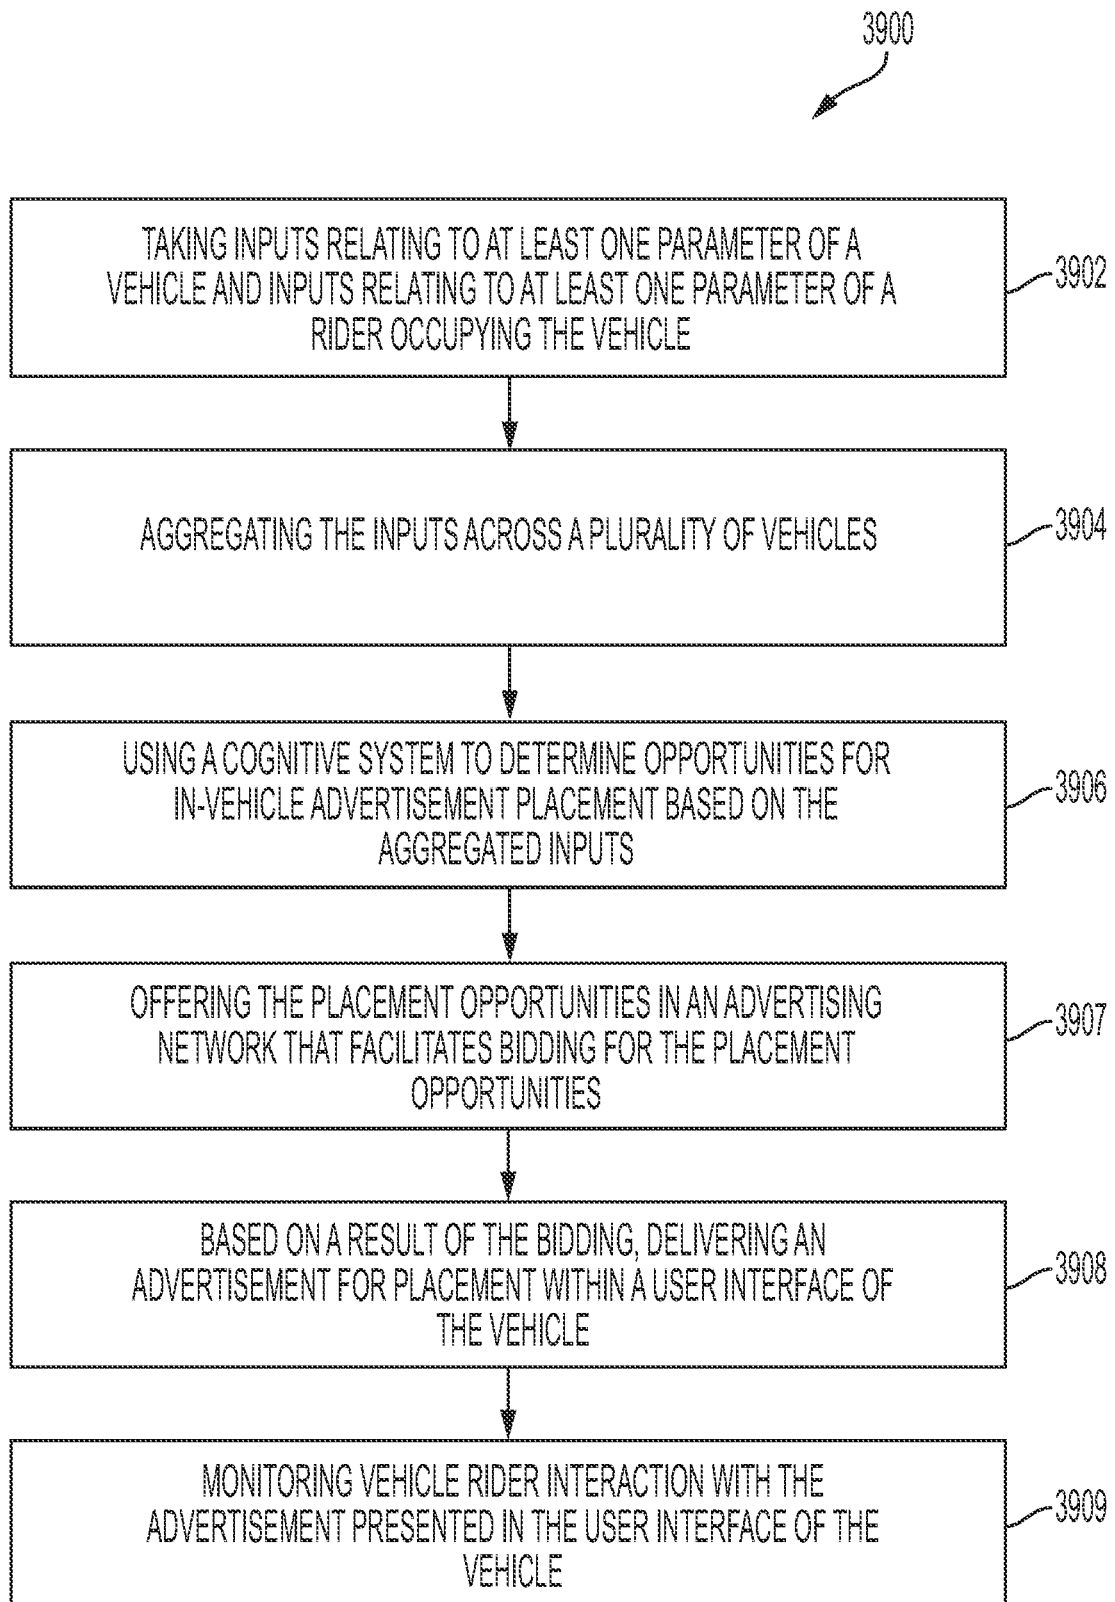 3900
TAKING INPUTS RELATING TO AT LEAST ONE PARAMETER OF A
VEHICLE AND INPUTS RELATING TO AT LEAST ONE PARAMETER OF A
RIDER OCCUPYING THE VEHICLE
3902
AGGREGATING THE INPUTS ACROSS A PLURALITY OF VEHICLES
3904
USING A COGNITIVE SYSTEM TO DETERMINE OPPORTUNITIES FOR
IN-VEHICLE ADVERTISEMENT PLACEMENT BASED ON THE
AGGREGATED INPUTS
3906
OFFERING THE PLACEMENT OPPORTUNITIES IN AN ADVERTISING
NETWORK THAT FACILITATES BIDDING FOR THE PLACEMENT
OPPORTUNITIES
3907
BASED ON A RESULT OF THE BIDDING, DELIVERING AN
ADVERTISEMENT FOR PLACEMENT WITHIN A USER INTERFACE OF
THE VEHICLE
3908
MONITORING VEHICLE RIDER INTERACTION WITH THE
ADVERTISEMENT PRESENTED IN THE USER INTERFACE OF THE
VEHICLE
3909